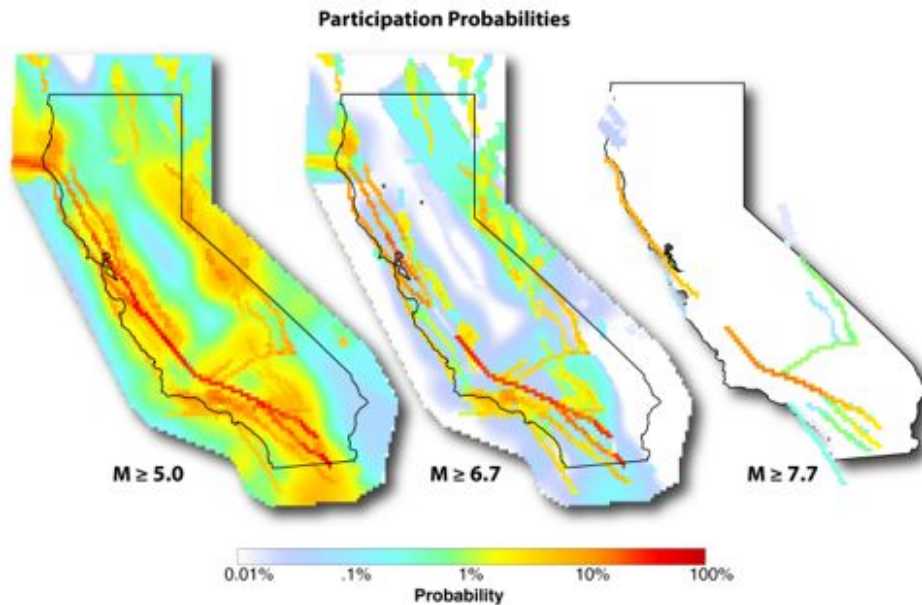 Participation Probabilities
M ≥ 5.0
M ≥ 6.7
M ≥ 7.7
0.01%
.1%
1%
10%
100%
Probability